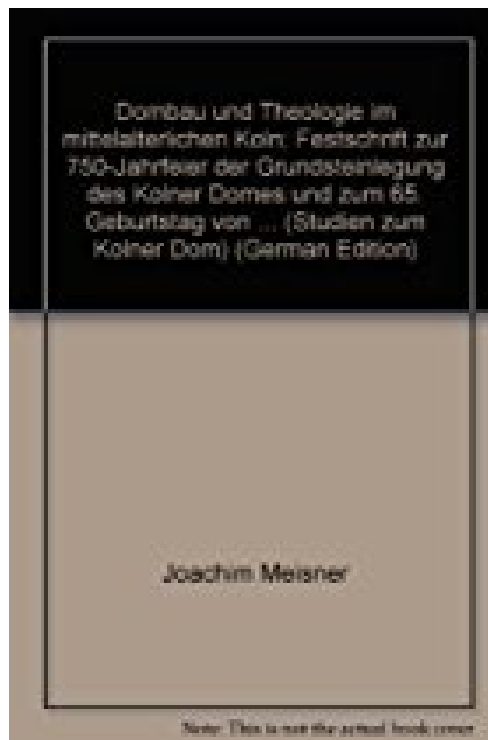 Dombau und Theologie im
mittelalterlichen Koln: Festschrift zur
750-Jahrfeier der Grundsteinlegung
des Kolner Domes und zum 65.
Geburtstag von ... (Studien zum
Kolner Dom) (German Edition)
Joachim Meisner
Note: This is not the actual book cover